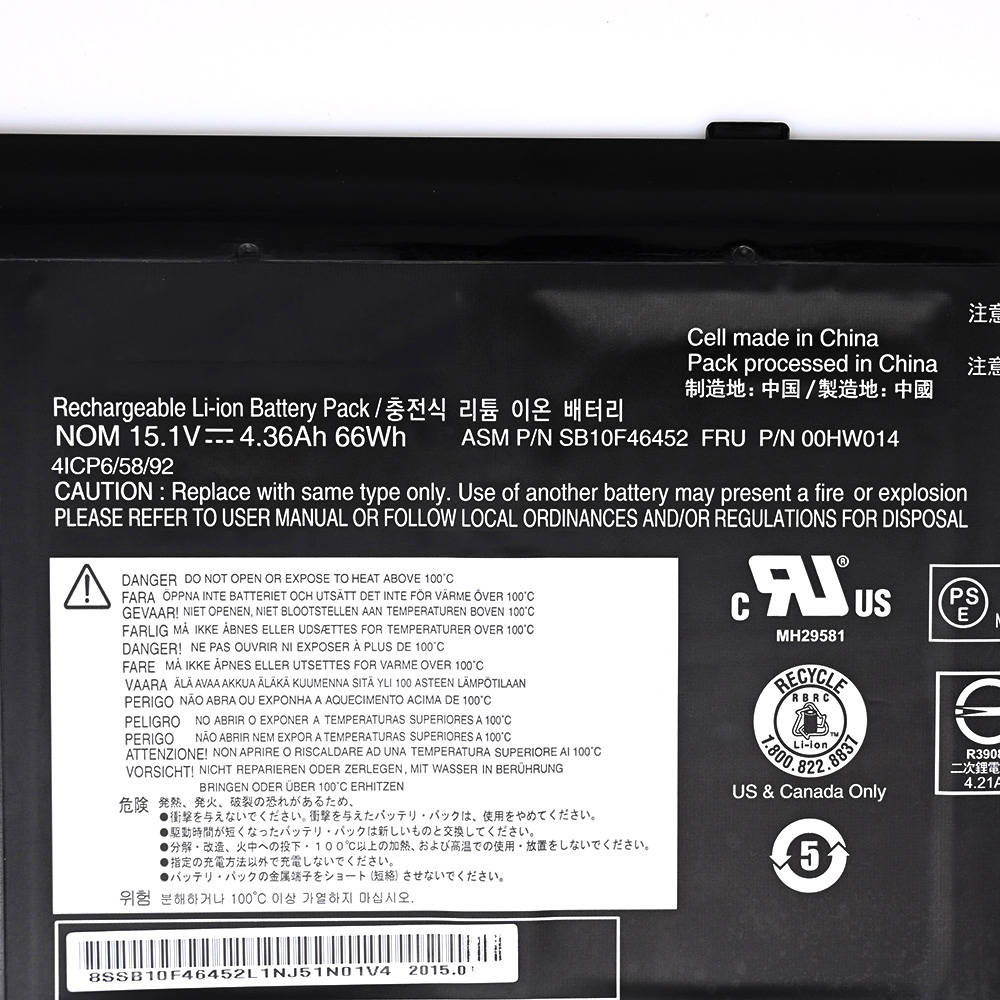 注意
Cell made in China
Pack processed in China
注意
制造地: 中国 / 製造地: 中國
Rechargeable Li-ion Battery Pack / 충전식 리튬 이온 배터리
NOM 15.1V⎓ 4.36Ah 66Wh ASM P/N SB10F46452 FRU P/N 00HW014
4ICP6/58/92
CAUTION : Replace with same type only. Use of another battery may present a fire or explosion
PLEASE REFER TO USER MANUAL OR FOLLOW LOCAL ORDINANCES AND/OR REGULATIONS FOR DISPOSAL
DANGER DO NOT OPEN OR EXPOSE TO HEAT ABOVE 100°C
FARA ÖPPNA INTE BATTERIET OCH UTSÄTT DET INTE FÖR VÄRME ÖVER 100°C
GEVAAR! NIET OPENEN, NIET BLOOTSTELLEN AAN TEMPERATUREN BOVEN 100°C
FARLIG MÅ IKKE ÅBNES ELLER UDSÆTTES FOR TEMPERATURER OVER 100°C
DANGER! NE PAS OUVRIR NI EXPOSER À PLUS DE 100°C
FARE MÅ IKKE ÅPNES ELLER UTSETTES FOR VARME OVER 100°C
VAARA ÄLÄ AVAA AKKUA ÄLÄKÄ KUUMENNA SITÄ YLI 100 ASTEEN LÄMPÖTILAAN
PERIGO NÃO ABRA OU EXPONHA A AQUECIMENTO ACIMA DE 100°C
PELIGRO NO ABRIR O EXPONER A TEMPERATURAS SUPERIORES A 100°C
PERIGO NÃO ABRIR NEM EXPOR A TEMPERATURAS SUPERIORES A 100°C
ATTENZIONE! NON APRIRE O RISCALDARE AD UNA TEMPERATURA SUPERIORE AI 100°C
VORSICHT! NICHT REPARIEREN ODER ZERLEGEN, MIT WASSER IN BERÜHRUNG
BRINGEN ODER ÜBER 100°C ERHITZEN
危険 発熱、発火、破裂の恐れがあるため、
●衝撃を与えないでください。衝撃を与えたバッテリ・パックは、使用をやめてください。
●駆動時間が短くなったバッテリ・パックは新しいものと交換してください。
●分解・改造、火中への投下・100℃以上の加熱、および高温での使用・放置をしないでください。
●指定の充電方法以外で充電しないでください。
●バッテリ・パックの金属端子をショート (短絡) させないでください。
위험 분해하거나 100°C 이상 가열하지 마십시오.
C RU ® US
MH29581
PS
E
RECYCLE
RBRC
Li-ion
TM
1.800.822.8837
US & Canada Only
R3908
二次鋰電
4.21A
5
8SSB10F46452L1NJ51N01V4 2015.0